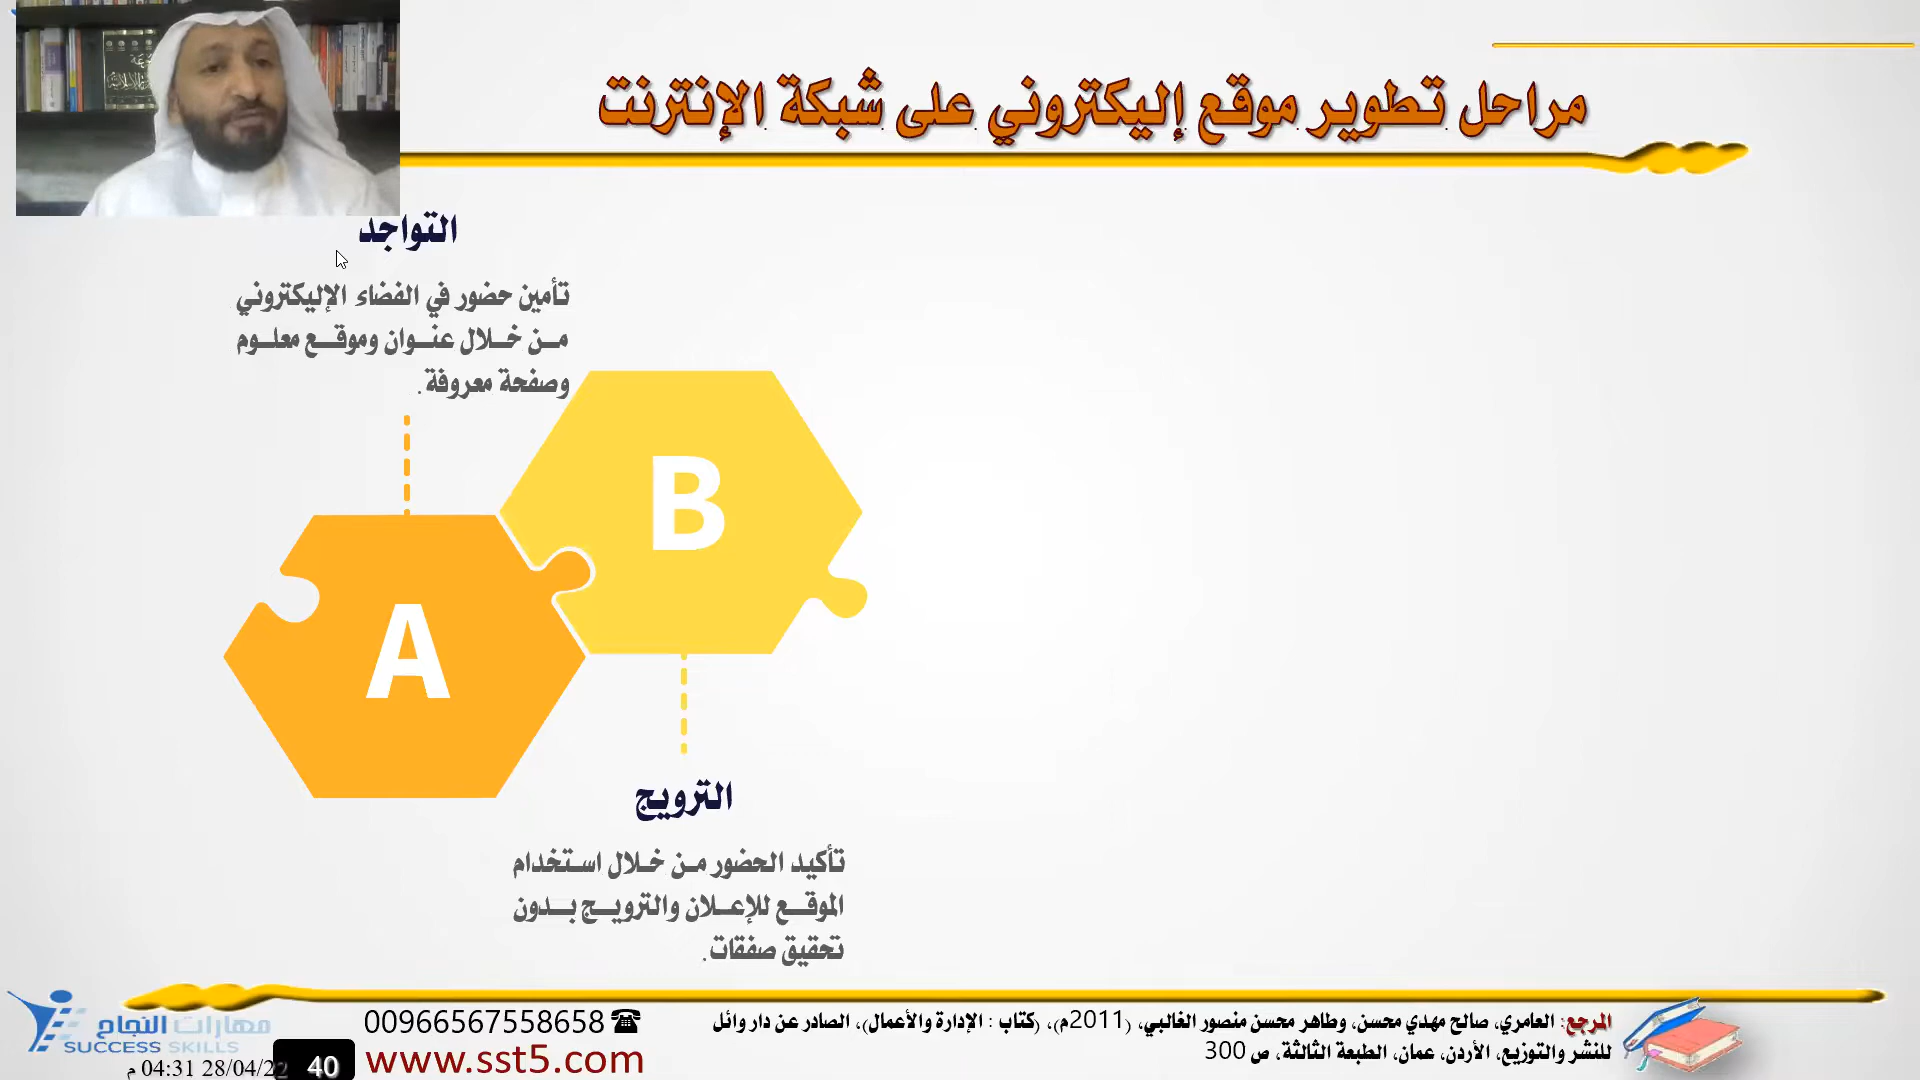 مراحل تطوير موقع إليكتروني على شبكة الإنترنت
التواجد
تأمين حضور في الفضاء الإليكتروني
من خلال عنوان وموقع معلوم
وصفحة معروفة.
A
B
الترويج
تأكيد الحضور من خلال استخدام
الموقع للإعلان والترويج بدون
تحقيق صفقات.
المرجع: العامري، صالح مهدي محسن، وطاهر محسن منصور الغالبي، (2011م)، (كتاب : الإدارة والأعمال)، الصادر عن دار وائل
للنشر والتوزيع، الأردن، عمان، الطبعة الثالثة، ص 300
00966567558658
www.sst5.com
مهارات النجاح
SUCCESS SKILLS
04:31 28/04/22 م
40